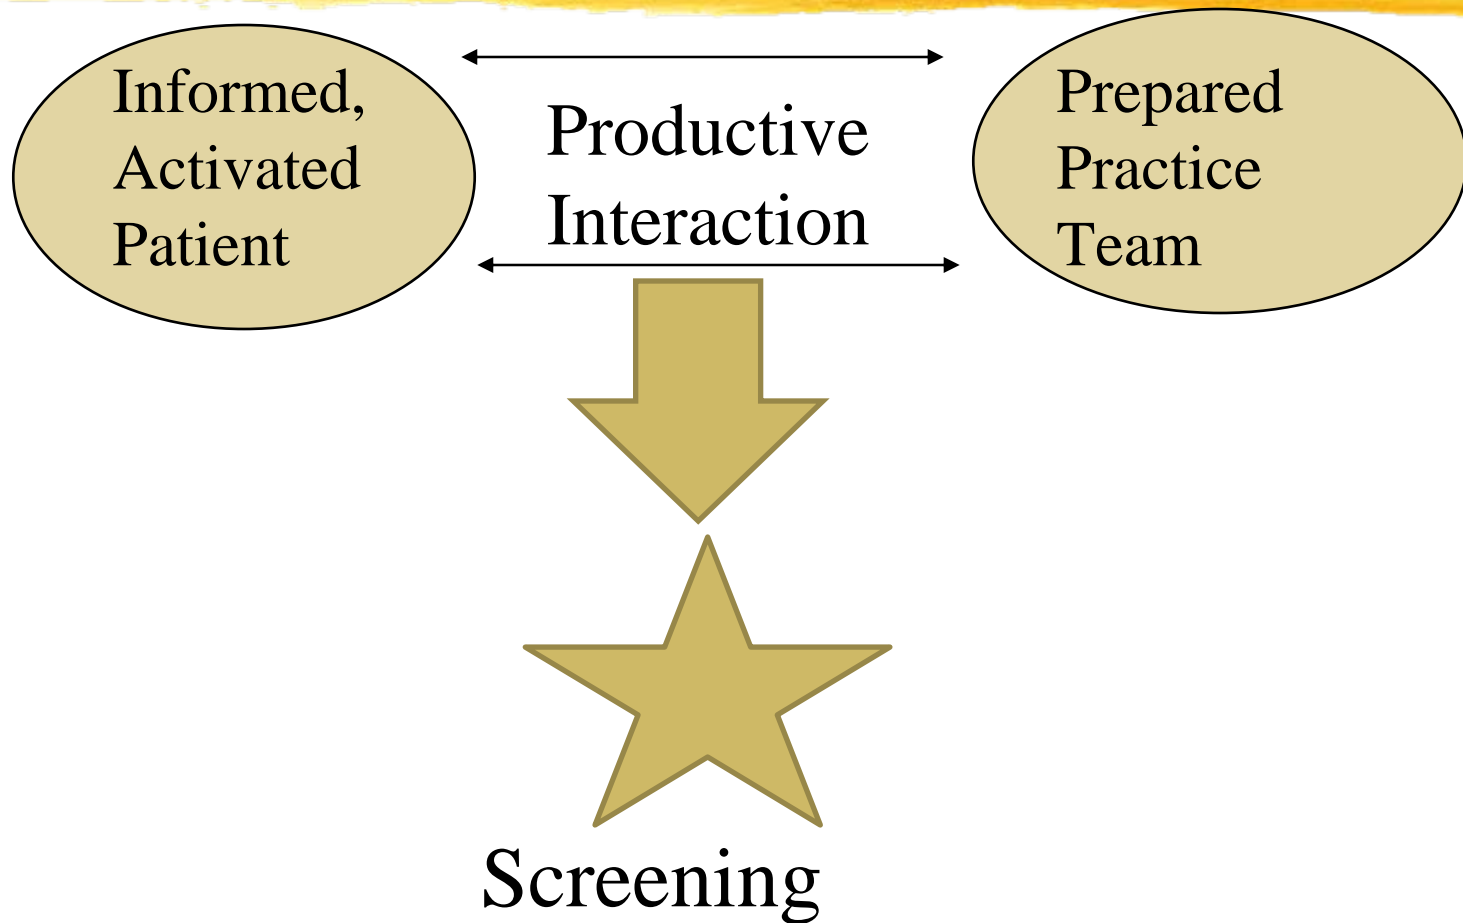 Informed,
Activated
Patient
Productive
Interaction
Prepared
Practice
Team
Screening